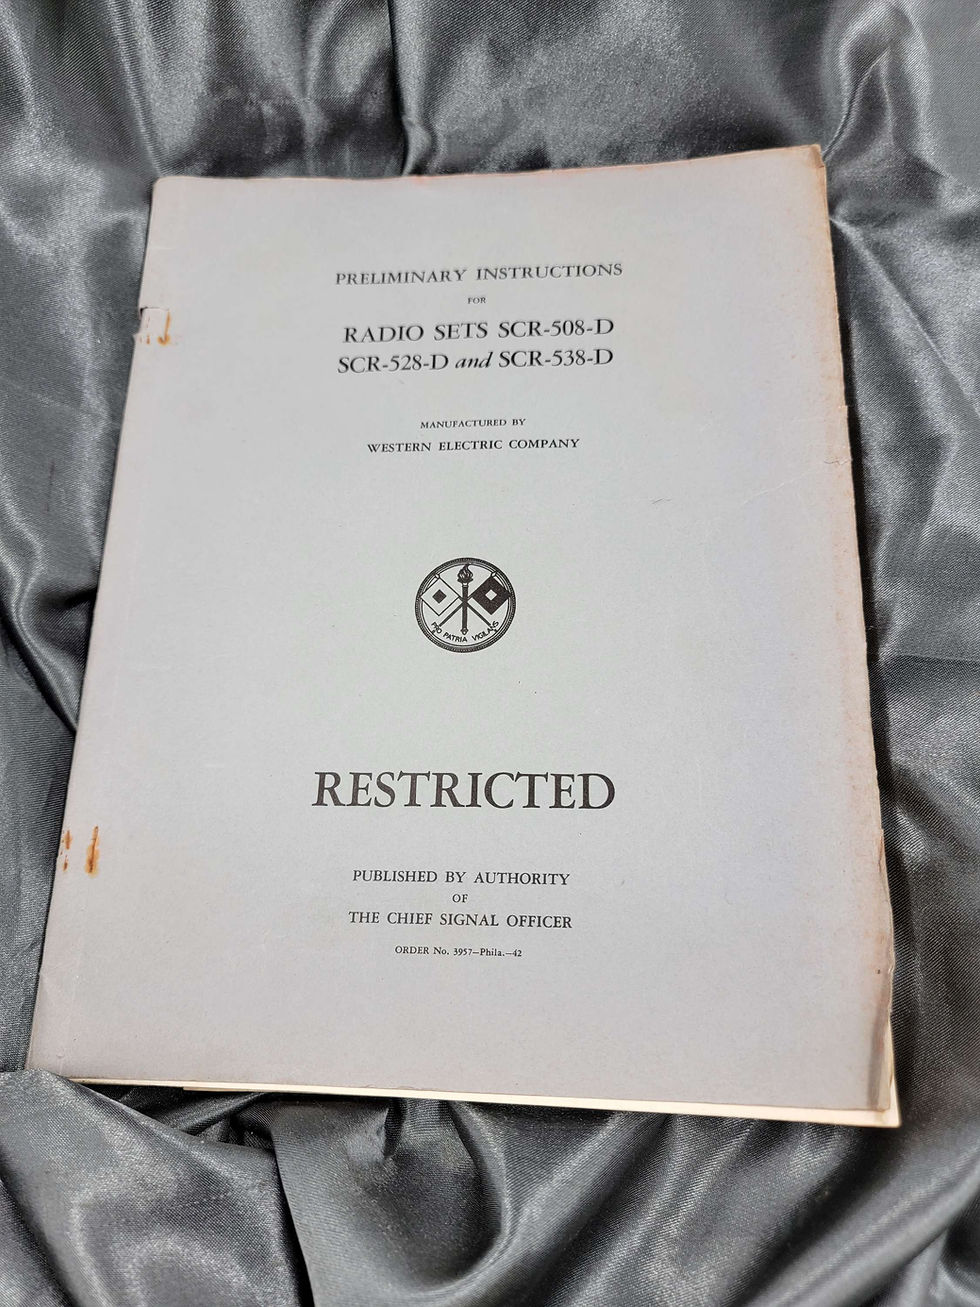 PRELIMINARY INSTRUCTIONS
FOR
RADIO SETS SCR-508-D
SCR-528-D and SCR-538-D
MANUFACTURED BY
WESTERN ELECTRIC COMPANY
PRO PATRIA VIGILANS
RESTRICTED
PUBLISHED BY AUTHORITY
OF
THE CHIEF SIGNAL OFFICER
ORDER No. 3957—Phila.—42